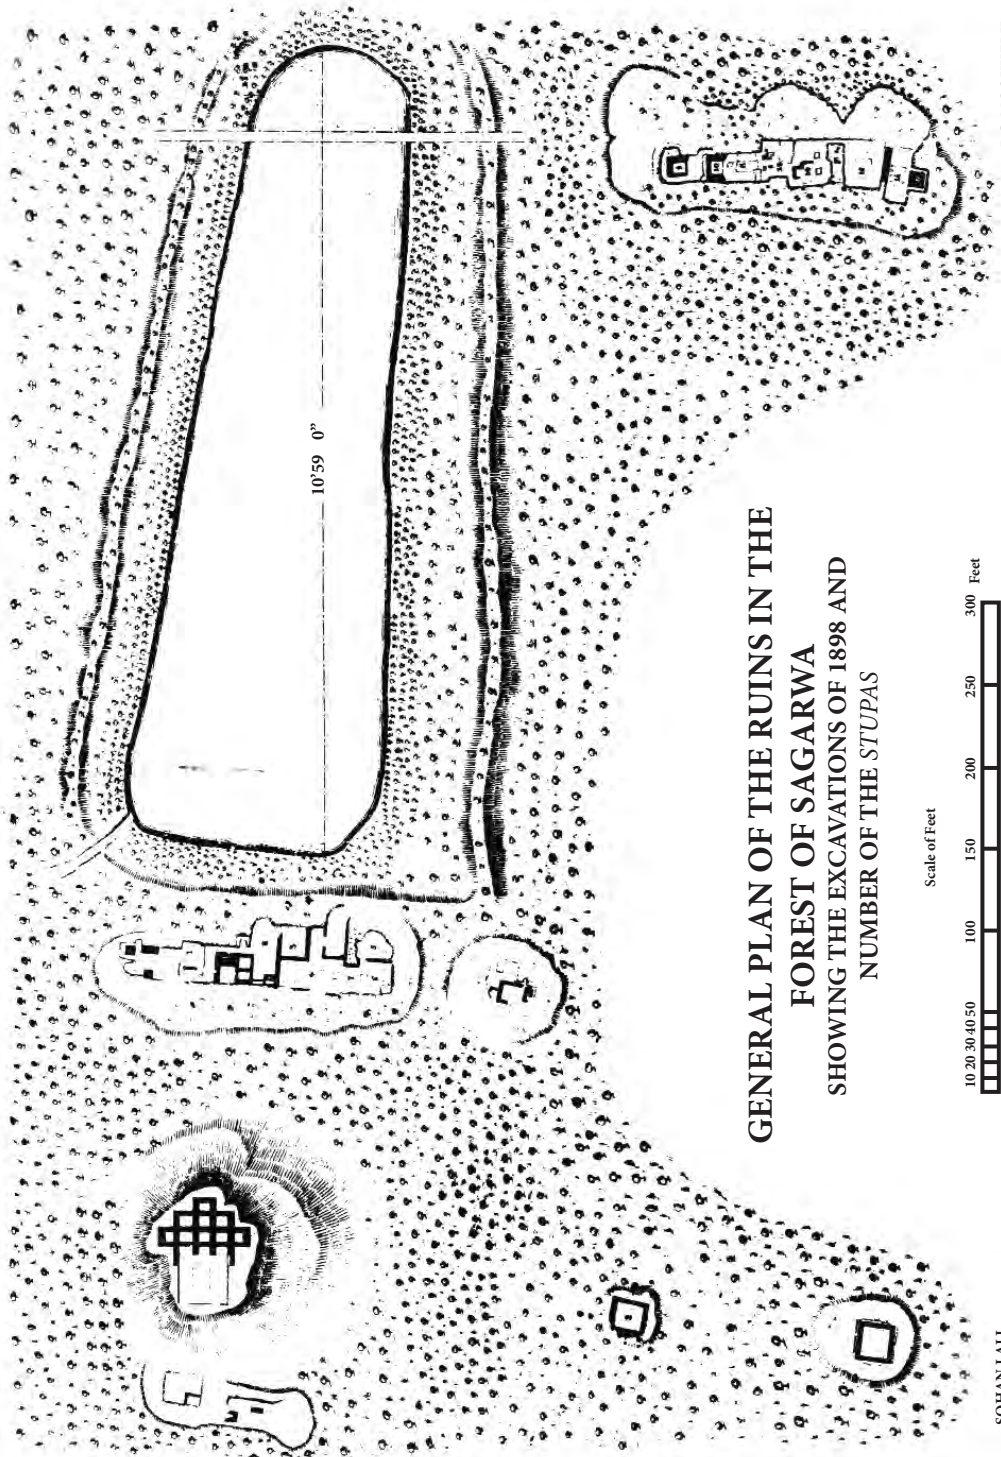 10'59 0”
GENERAL PLAN OF THE RUINS IN THE
FOREST OF SAGARWA
SHOWING THE EXCAVATIONS OF 1898 AND
NUMBER OF THE STUPAS
Scale of Feet
10 20 30 40 50 100 150 200 250 300 Feet